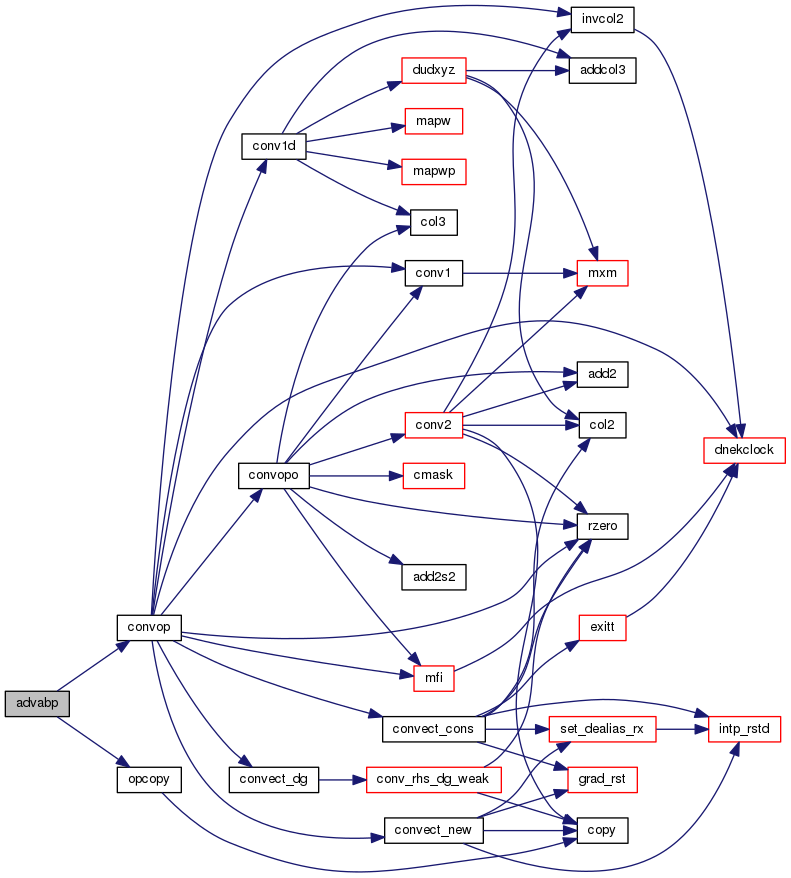 invcol2
dudxyz
addcol3
mapw
conv1d
mapwp
col3
conv1
mxm
add2
conv2
col2
dnekclock
convopo
cmask
rzero
add2s2
convop
exitt
mfi
advabp
convect_cons
set_dealias_rx
intp_rstd
opcopy
convect_dg
conv_rhs_dg_weak
grad_rst
convect_new
copy